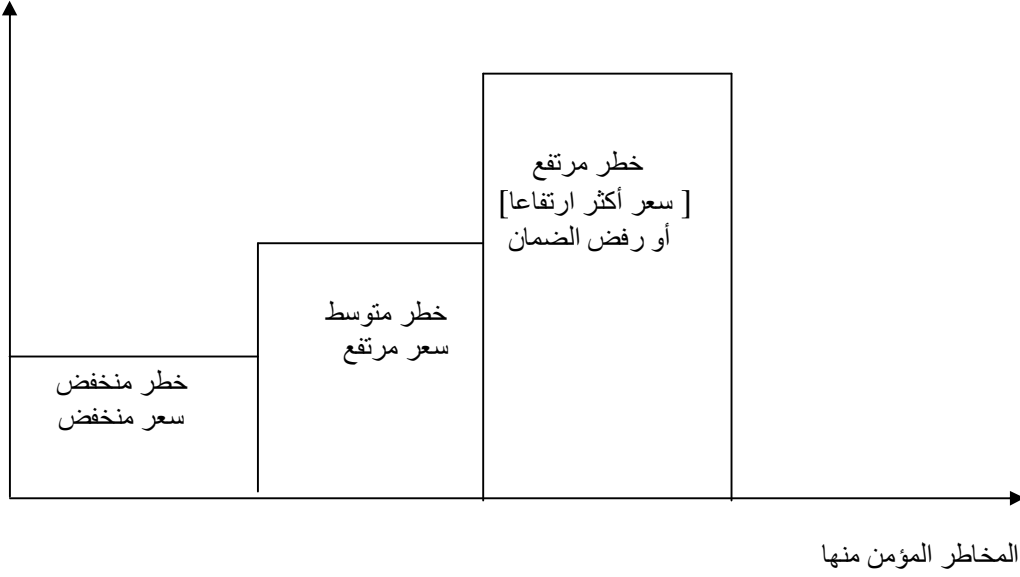 خطر مرتفع
[ سعر أكثر ارتفاعا]
أو رفض الضمان
خطر متوسط
سعر مرتفع
خطر منخفض
سعر منخفض
المخاطر المؤمن منها